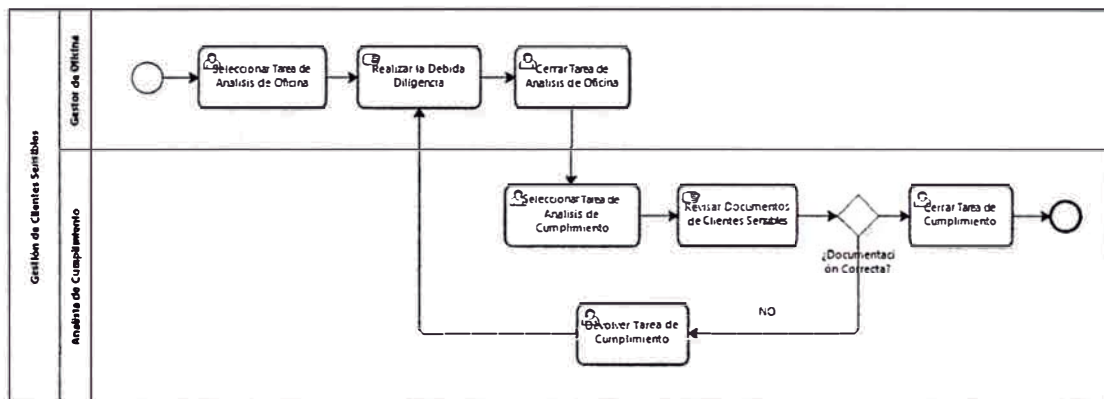 Gestión de Clientes Sensibles
Gestor de Oficina
Seleccionar Tarea de
Analisis de Oficina
Realizar la Debida
Diligencia
Cerrar Tarea de
Analisis de Oficina
Analista de Cumplimiento
Seleccionar Tarea de
Analisis de
Cumplimiento
Revisar Documentos
de Clientes Sensibles
¿Documentaci
ón Correcta?
Cerrar Tarea de
Cumplimiento
NO
Devolver Tarea de
Cumplimiento